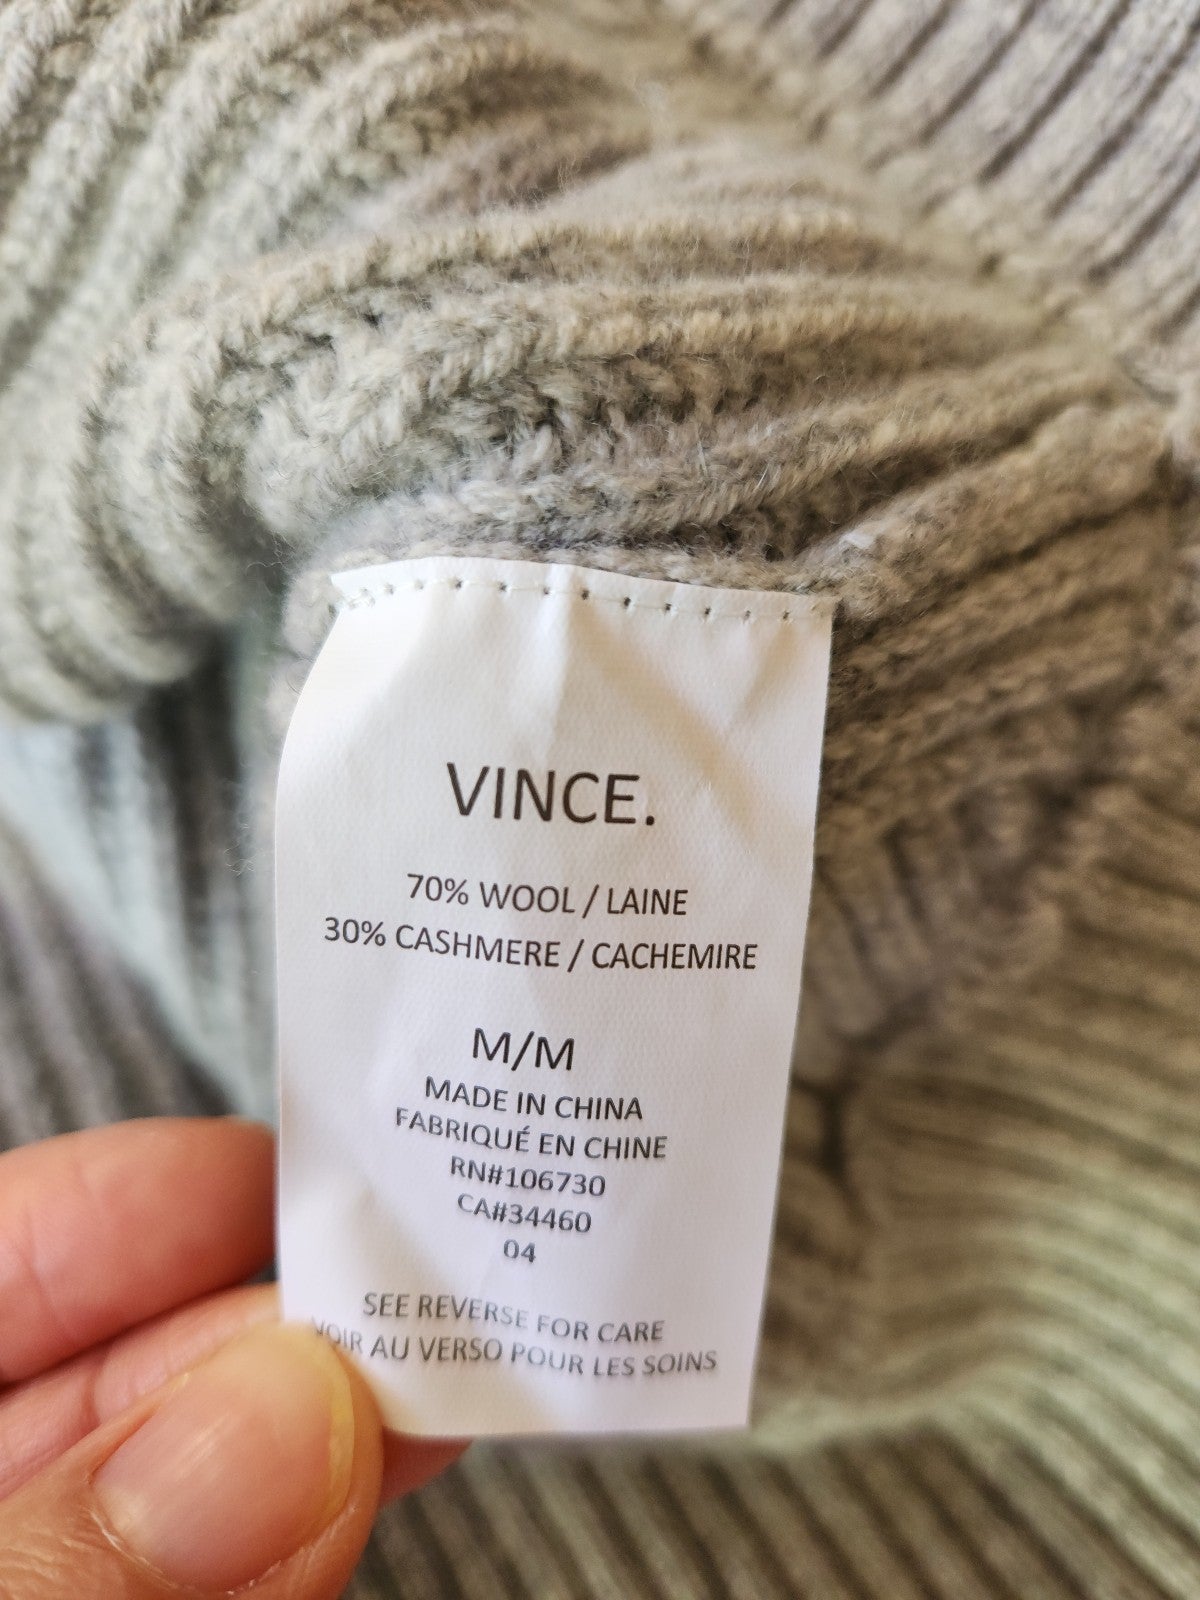 VINCE.
70% WOOL / LAINE
30% CASHMERE / CACHEMIRE
M/M
MADE IN CHINA
FABRIQUÉ EN CHINE
RN#106730
CA#34460
04
SEE REVERSE FOR CARE
VOIR AU VERSO POUR LES SOINS